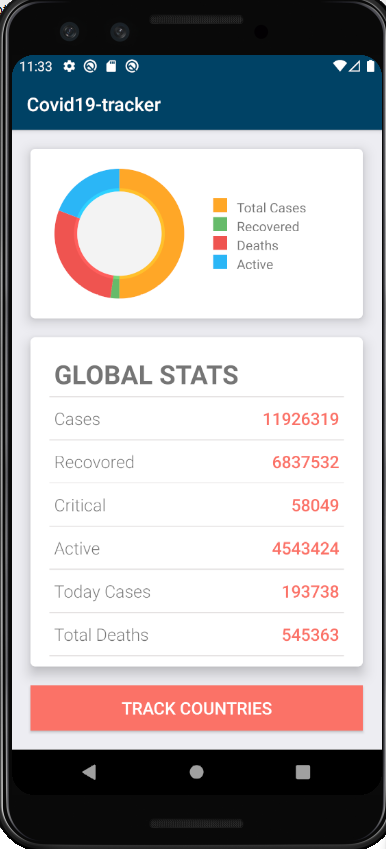 11:33
Covid19-tracker
Total Cases
Recovered
Deaths
Active
GLOBAL STATS
Cases 11926319
Recovored 6837532
Critical 58049
Active 4543424
Today Cases 193738
Total Deaths 545363
TRACK COUNTRIES